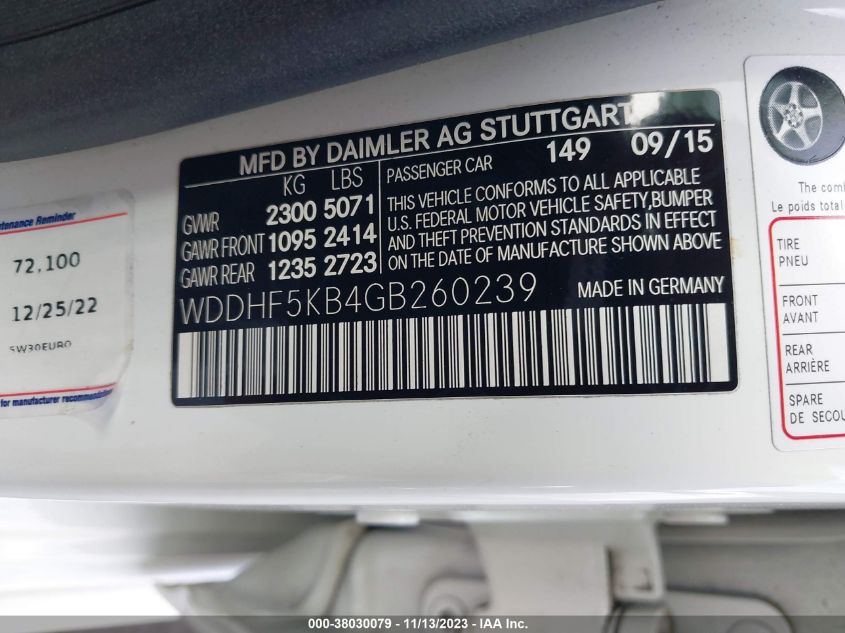 MFD BY DAIMLER AG STUTTGART
KG LBS
GVWR 2300 5071
GAWR FRONT 1095 2414
GAWR REAR 1235 2723
PASSENGER CAR 149 09/15
THIS VEHICLE CONFORMS TO ALL APPLICABLE
U.S. FEDERAL MOTOR VEHICLE SAFETY,BUMPER
AND THEFT PREVENTION STANDARDS IN EFFECT
ON THE DATE OF MANUFACTURE SHOWN ABOVE
WDDHF5KB4GB260239 MADE IN GERMANY
Reminder
72,100
12/25/22
5W30EURO
for manufacturer recommendations
The
Le poids total
TIRE
PNEU
FRONT
AVANT
REAR
ARRIÈRE
SPARE
DE
000-38030079 - 11/13/2023 - IAA Inc.